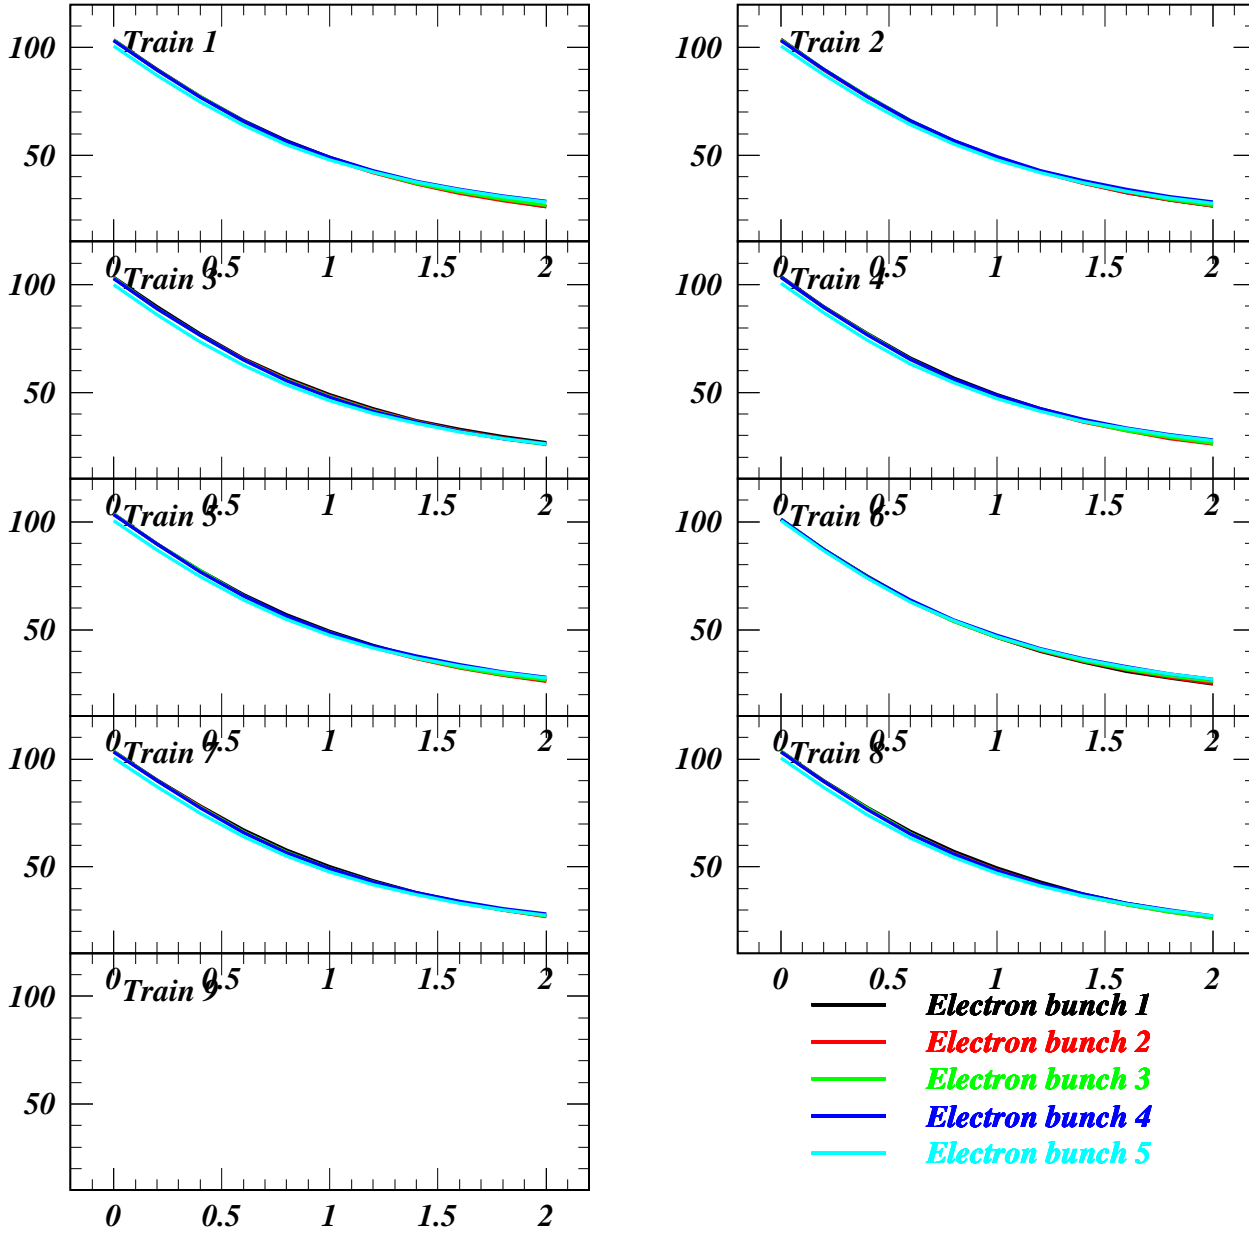 Train 1
100
50
Train 2
100
50
0 0.5 1 1.5 2
Train 3
100
50
0 0.5 1 1.5 2
Train 4
100
50
0 0.5 1 1.5 2
Train 5
100
50
0 0.5 1 1.5 2
Train 6
100
50
0 0.5 1 1.5 2
Train 7
100
50
0 0.5 1 1.5 2
Train 8
100
50
0 0.5 1 1.5 2
Train 9
100
50
0 0.5 1 1.5 2
0 0.5 1 1.5 2
Electron bunch 1
Electron bunch 2
Electron bunch 3
Electron bunch 4
Electron bunch 5